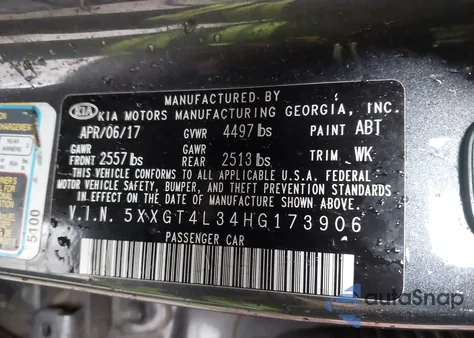 MANUFACTURED BY
KIA KIA MOTORS MANUFACTURING GEORGIA, INC.
APR/06/17 GVWR 4497 lbs PAINT ABT
GAWR GAWR
FRONT 2557 lbs REAR 2513 lbs TRIM WK
THIS VEHICLE CONFORMS TO ALL APPLICABLE U.S.A. FEDERAL
MOTOR VEHICLE SAFETY, BUMPER, AND THEFT PREVENTION STANDARDS
IN EFFECT ON THE DATE OF MANUFACTURE SHOWN ABOVE.
V.I.N. 5XXGT4L34HG173906
PASSENGER CAR
5100
autoSnap